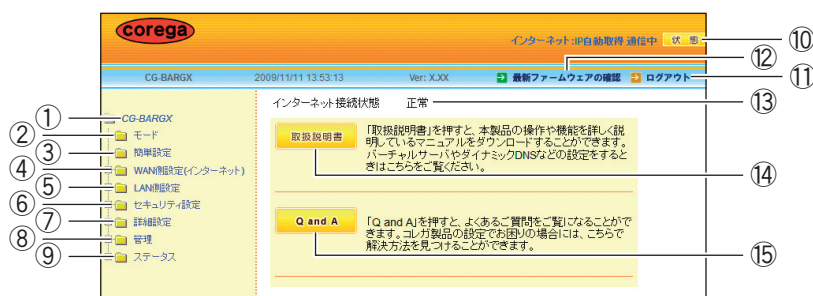 corega
インターネット:IP自動取得 通信中 状 態
⑩
⑫
CG-BARGX 2009/11/11 13:53:13 Ver: X.XX 最新ファームウェアの確認 ログアウト
⑪
インターネット接続状態 正常
⑬
① CG-BARGX
② モード
③ 簡単設定
④ WAN側設定(インターネット)
⑤ LAN側設定
⑥ セキュリティ設定
⑦ 詳細設定
⑧ 管理
⑨ ステータス
取扱説明書
「取扱説明書」を押すと、本製品の操作や機能を詳しく説
明しているマニュアルをダウンロードすることができます。
バーチャルサーバやダイナミックDNSなどの設定をすると
きはこちらをご覧ください。
⑭
Q and A
「Q and A」を押すと、よくあるご質問をご覧になることがで
きます。コレガ製品の設定でお困りの場合には、こちらで
解決方法を見つけることができます。
⑮